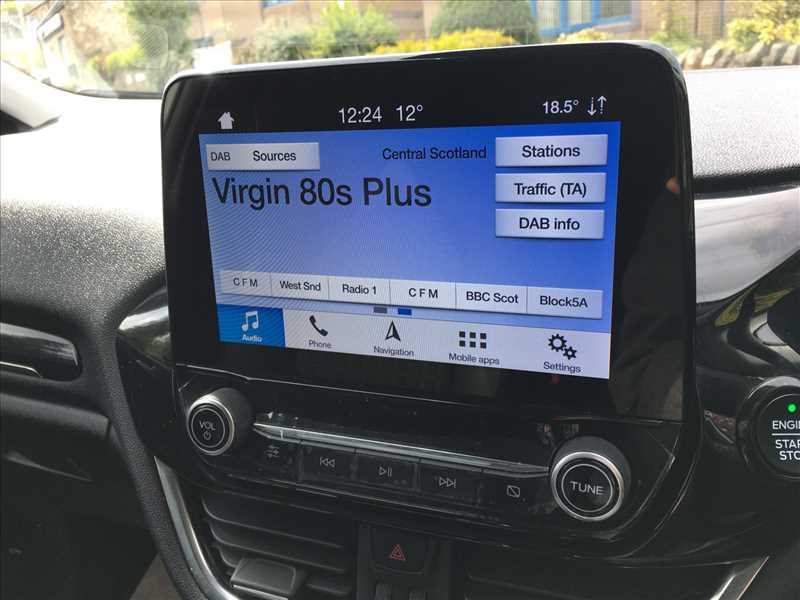 12:24 12° 18.5°
DAB Sources Central Scotland Stations
Virgin 80s Plus
Traffic (TA)
DAB info
C F M West Snd Radio 1 C F M BBC Scot Block5A
Audio Phone Navigation Mobile apps Settings
VOL
TUNE
ENGI
STAR
STO